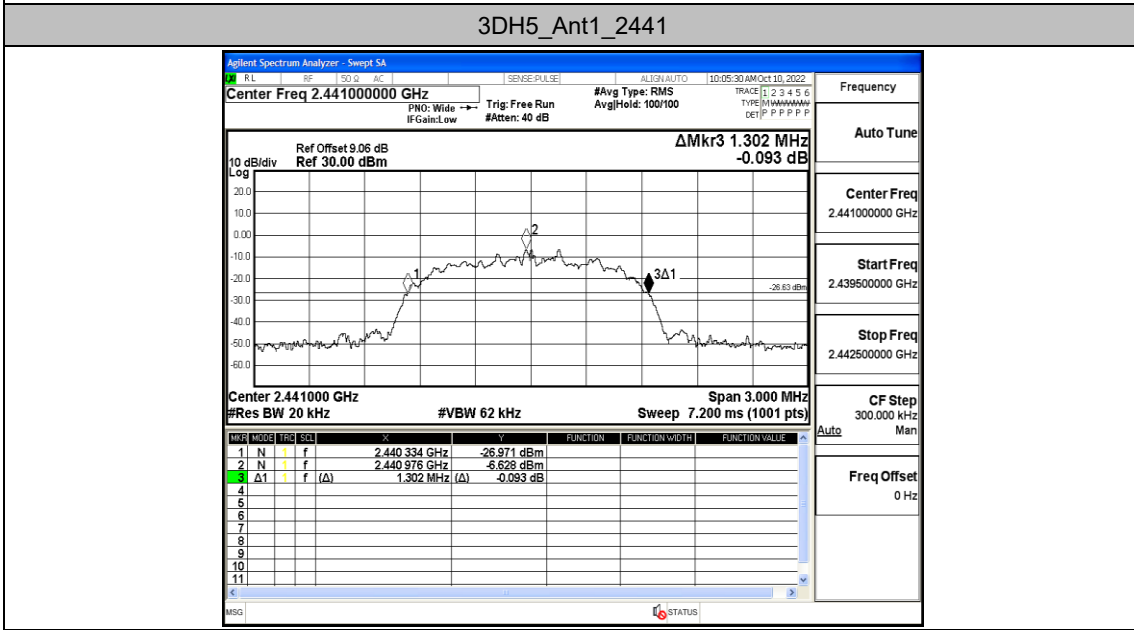 3DH5_Ant1_2441
Agilent Spectrum Analyzer - Swept SA
RL RF 50 Ω AC SENSE:PULSE ALIGN AUTO 10:05:30 AM Oct 10, 2022
Center Freq 2.441000000 GHz
PNO: Wide
IFGain:Low
Trig: Free Run
#Atten: 40 dB
#Avg Type: RMS
Avg|Hold: 100/100
TRACE 1 2 3 4 5 6
TYPE M WWWWW
DET P P P P P P
ΔMkr3 1.302 MHz
-0.093 dB
Ref Offset 9.06 dB
10 dB/div Ref 30.00 dBm
Log
20.0
10.0
0.00
-10.0
-20.0
-30.0
-40.0
-50.0
-60.0
1
2
3Δ1
-26.63 dBm
Center 2.441000 GHz Span 3.000 MHz
#Res BW 20 kHz #VBW 62 kHz Sweep 7.200 ms (1001 pts)
MKR MODE TRC SCL X Y FUNCTION FUNCTION WIDTH FUNCTION VALUE
1 N 1 f 2.440 334 GHz -26.971 dBm
2 N 1 f 2.440 976 GHz -6.628 dBm
3 Δ1 1 f (Δ) 1.302 MHz (Δ) -0.093 dB
4
5
6
7
8
9
10
11
MSG STATUS
Frequency
Auto Tune
Center Freq
2.441000000 GHz
Start Freq
2.439500000 GHz
Stop Freq
2.442500000 GHz
CF Step
300.000 kHz
Auto Man
Freq Offset
0 Hz